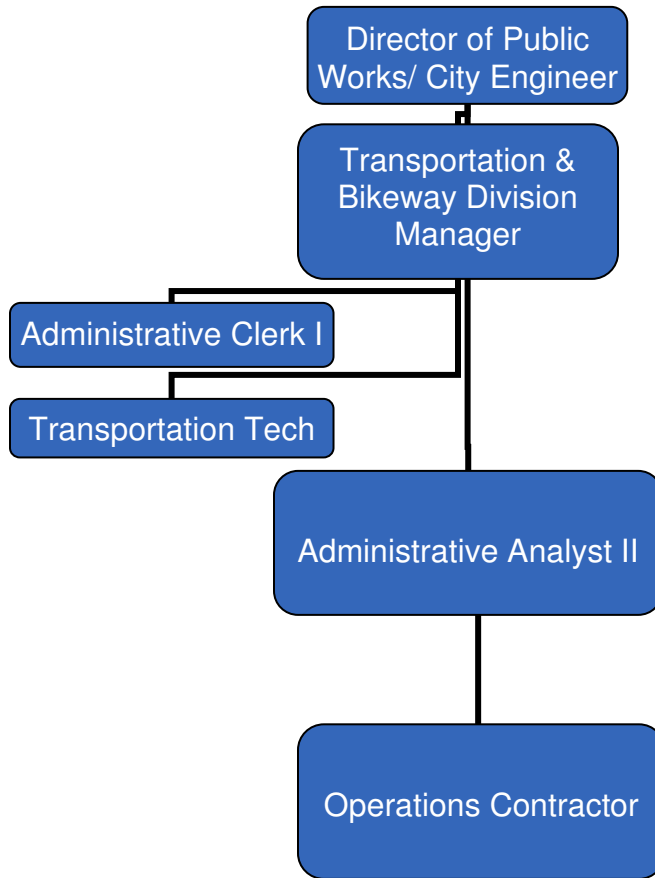 Director of Public
Works/ City Engineer
Transportation &
Bikeway Division
Manager
Administrative Clerk I
Transportation Tech
Administrative Analyst II
Operations Contractor